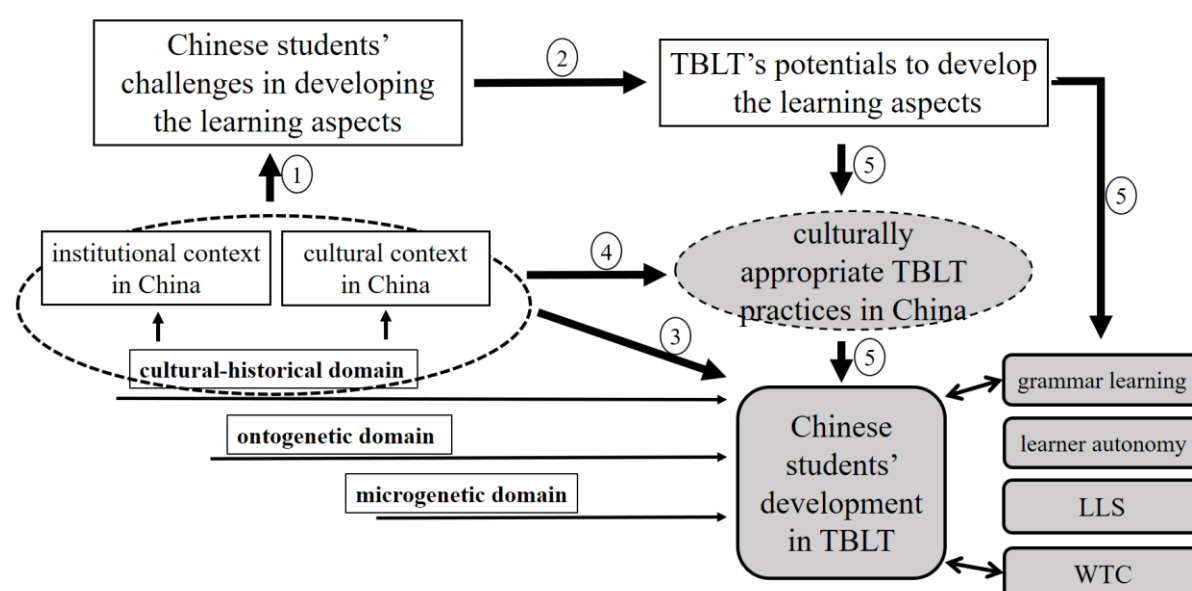 Chinese students’
challenges in developing
the learning aspects
②
TBLT’s potentials to develop
the learning aspects
①
⑤
⑤
institutional context
in China
cultural context
in China
④
culturally
appropriate TBLT
practices in China
③
⑤
cultural-historical domain
ontogenetic domain
microgenetic domain
Chinese
students’
development
in TBLT
grammar learning
learner autonomy
LLS
WTC